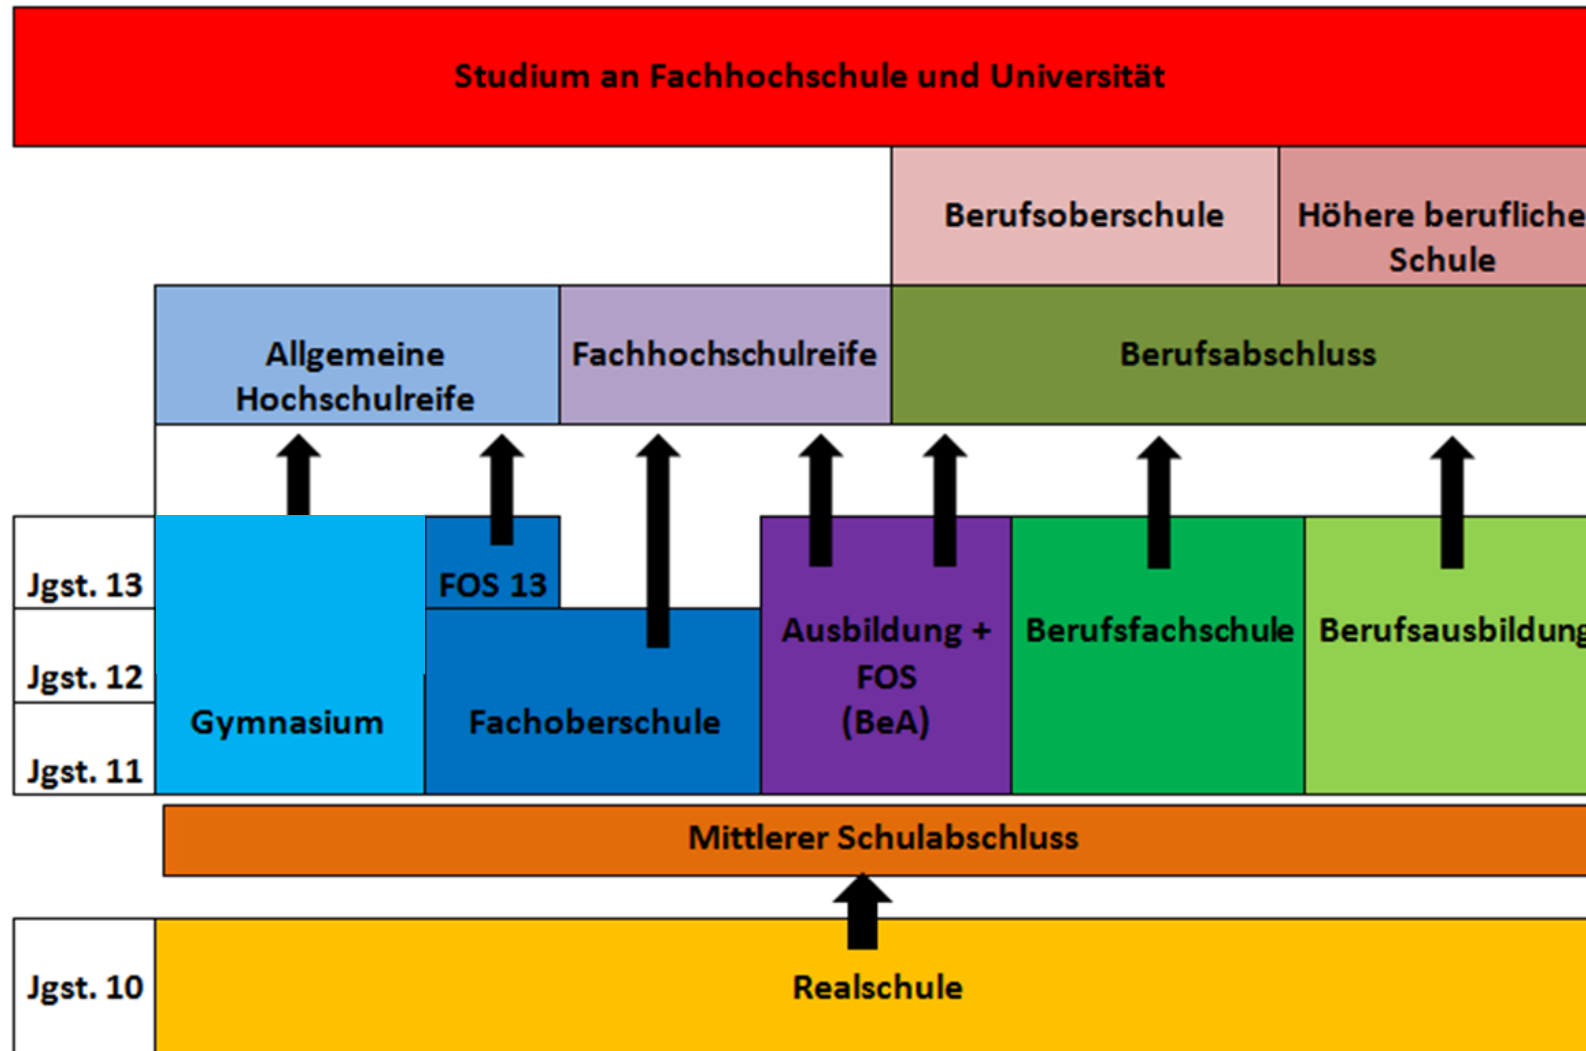 Studium an Fachhochschule und Universität
Berufsoberschule
Höhere berufliche
Schule
Allgemeine
Hochschulreife
Fachhochschulreife
Berufsabschluss
Jgst. 13
FOS 13
Jgst. 12
Jgst. 11
Gymnasium
Fachoberschule
Ausbildung +
FOS
(BeA)
Berufsfachschule
Berufsausbildung
Mittlerer Schulabschluss
Jgst. 10
Realschule